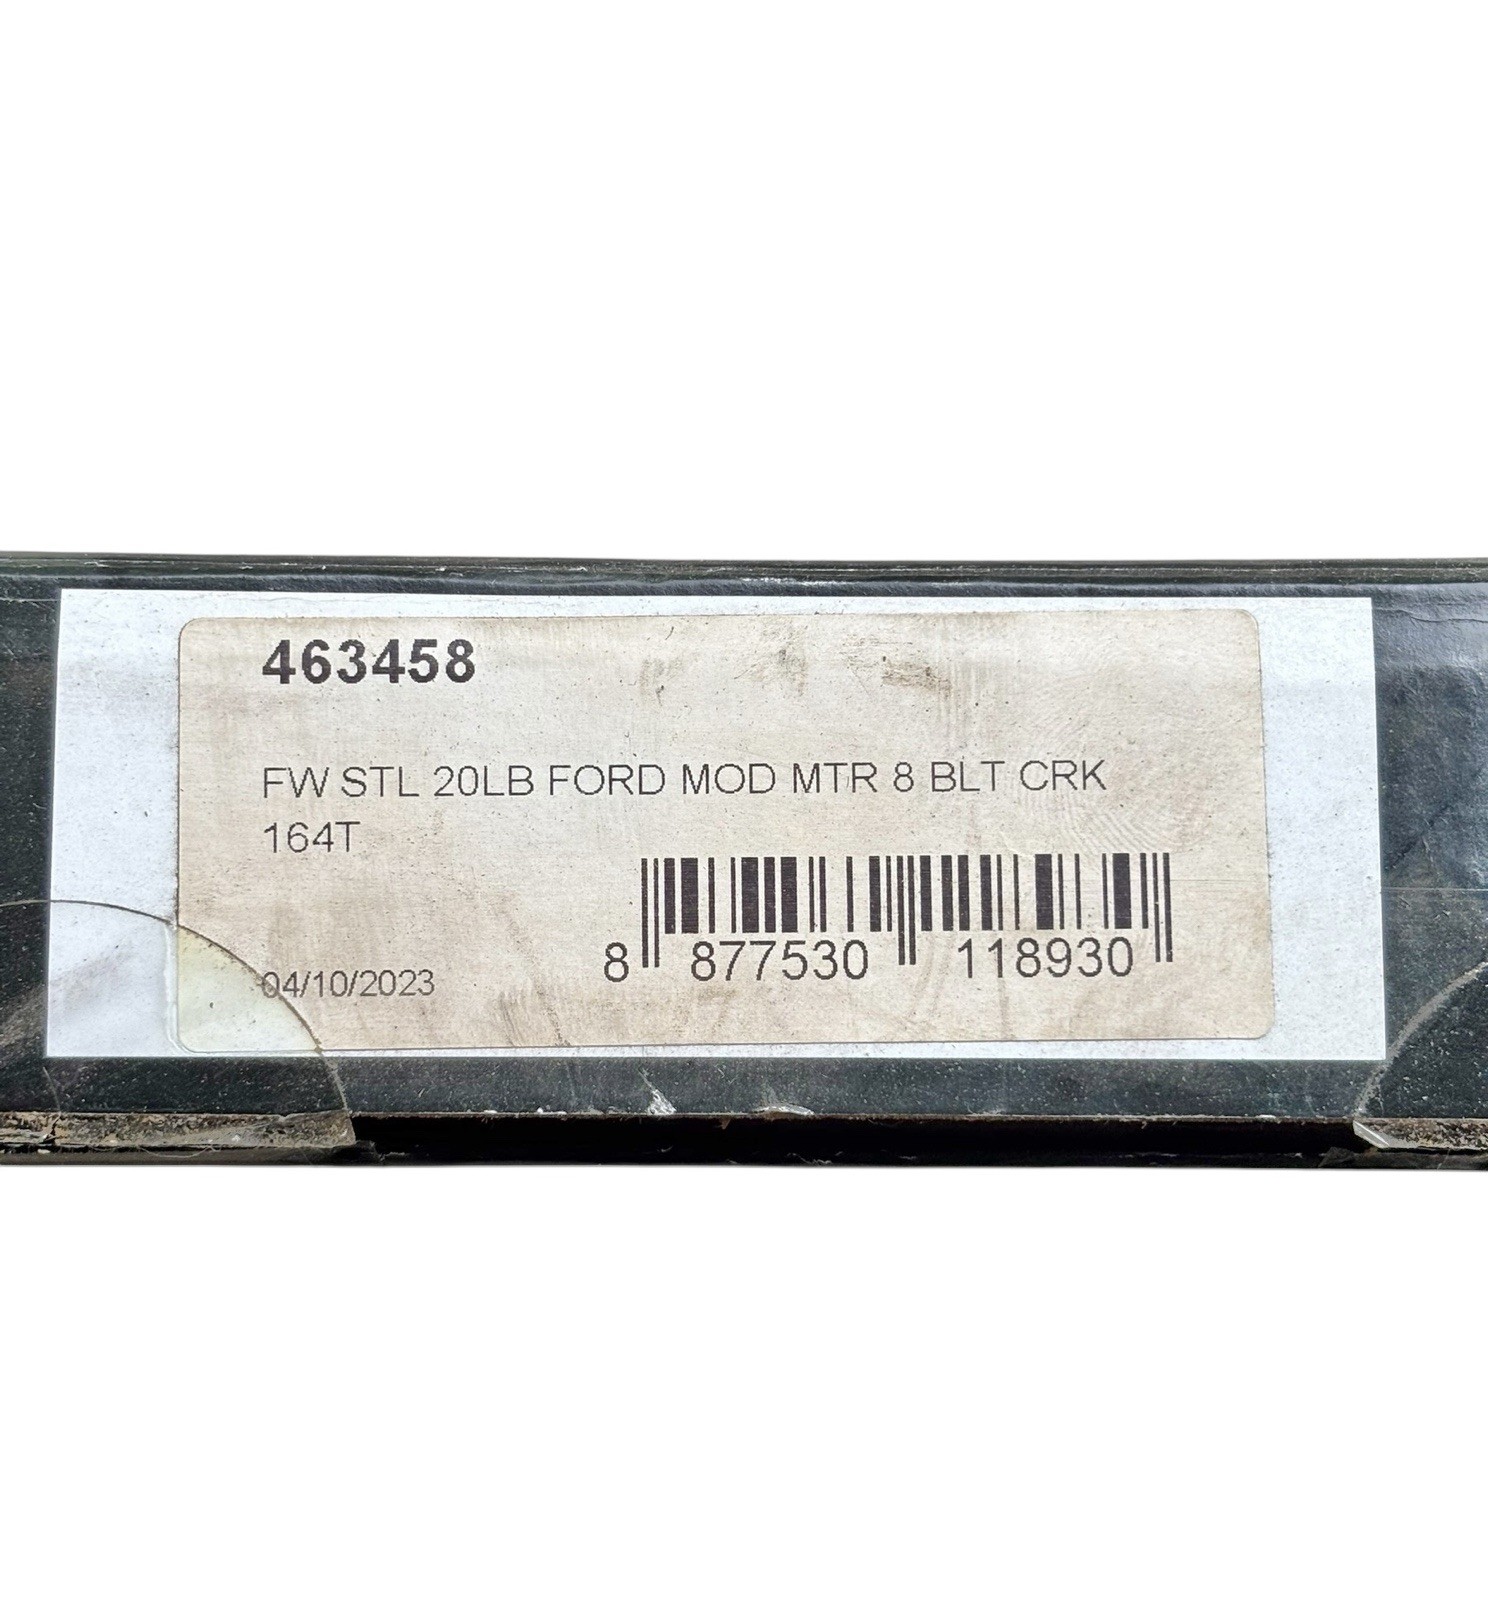 463458
FW STL 20LB FORD MOD MTR 8 BLT CRK
164T
8 877530 118930
04/10/2023